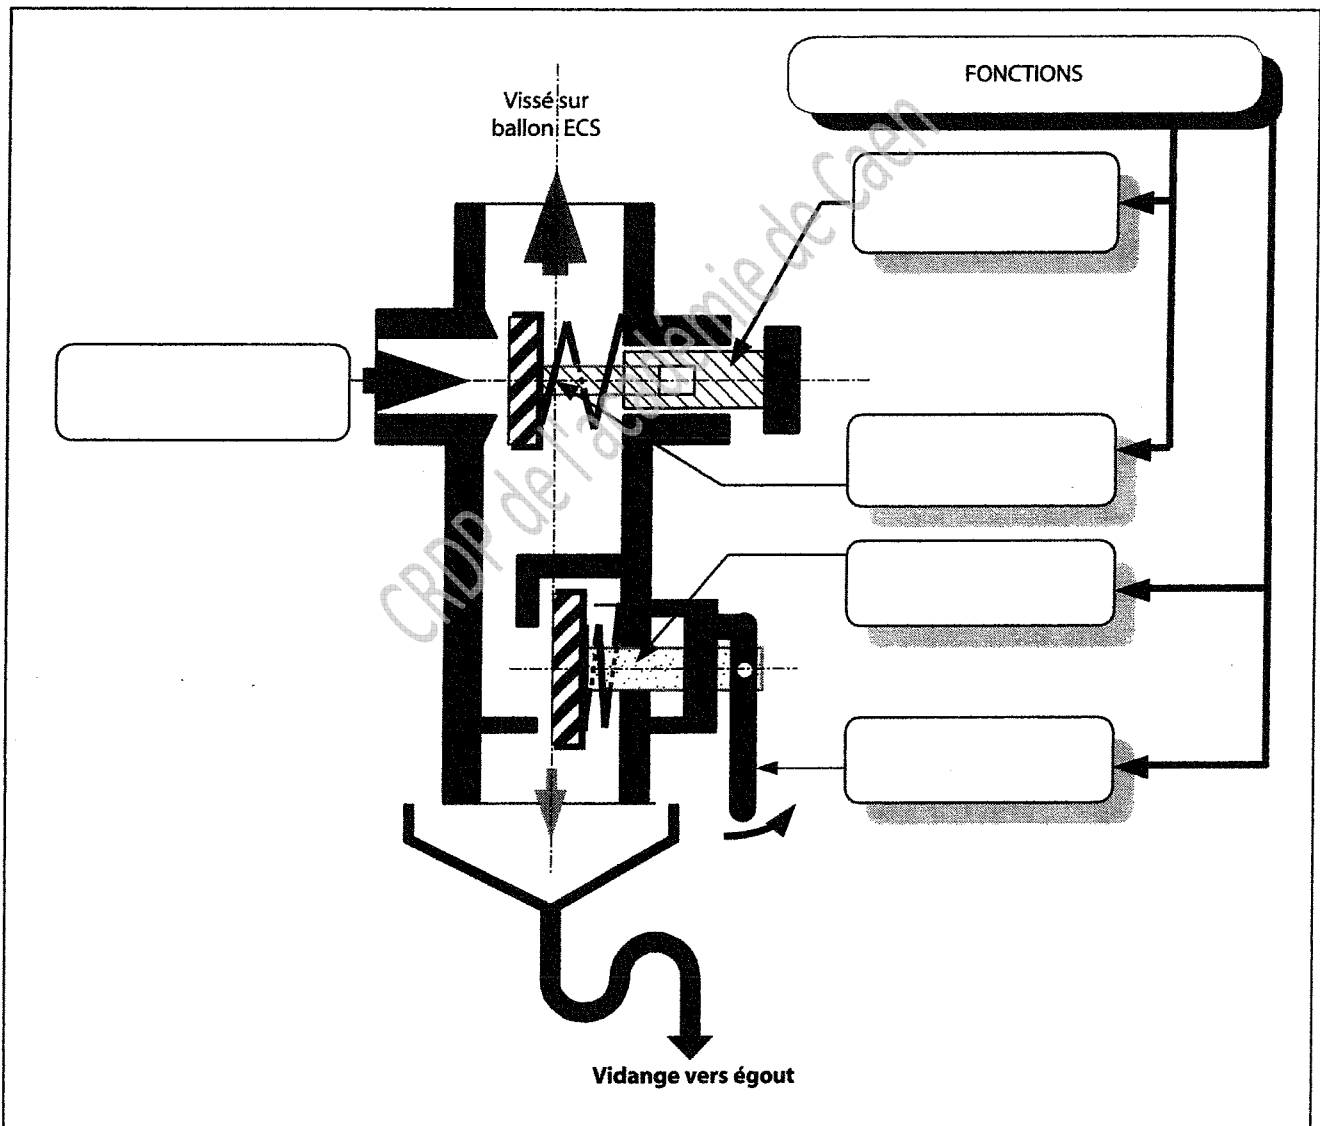 FONCTIONS
Vissé sur
ballon ECS
CRDP de l'académie de Caen
Vidange vers égout